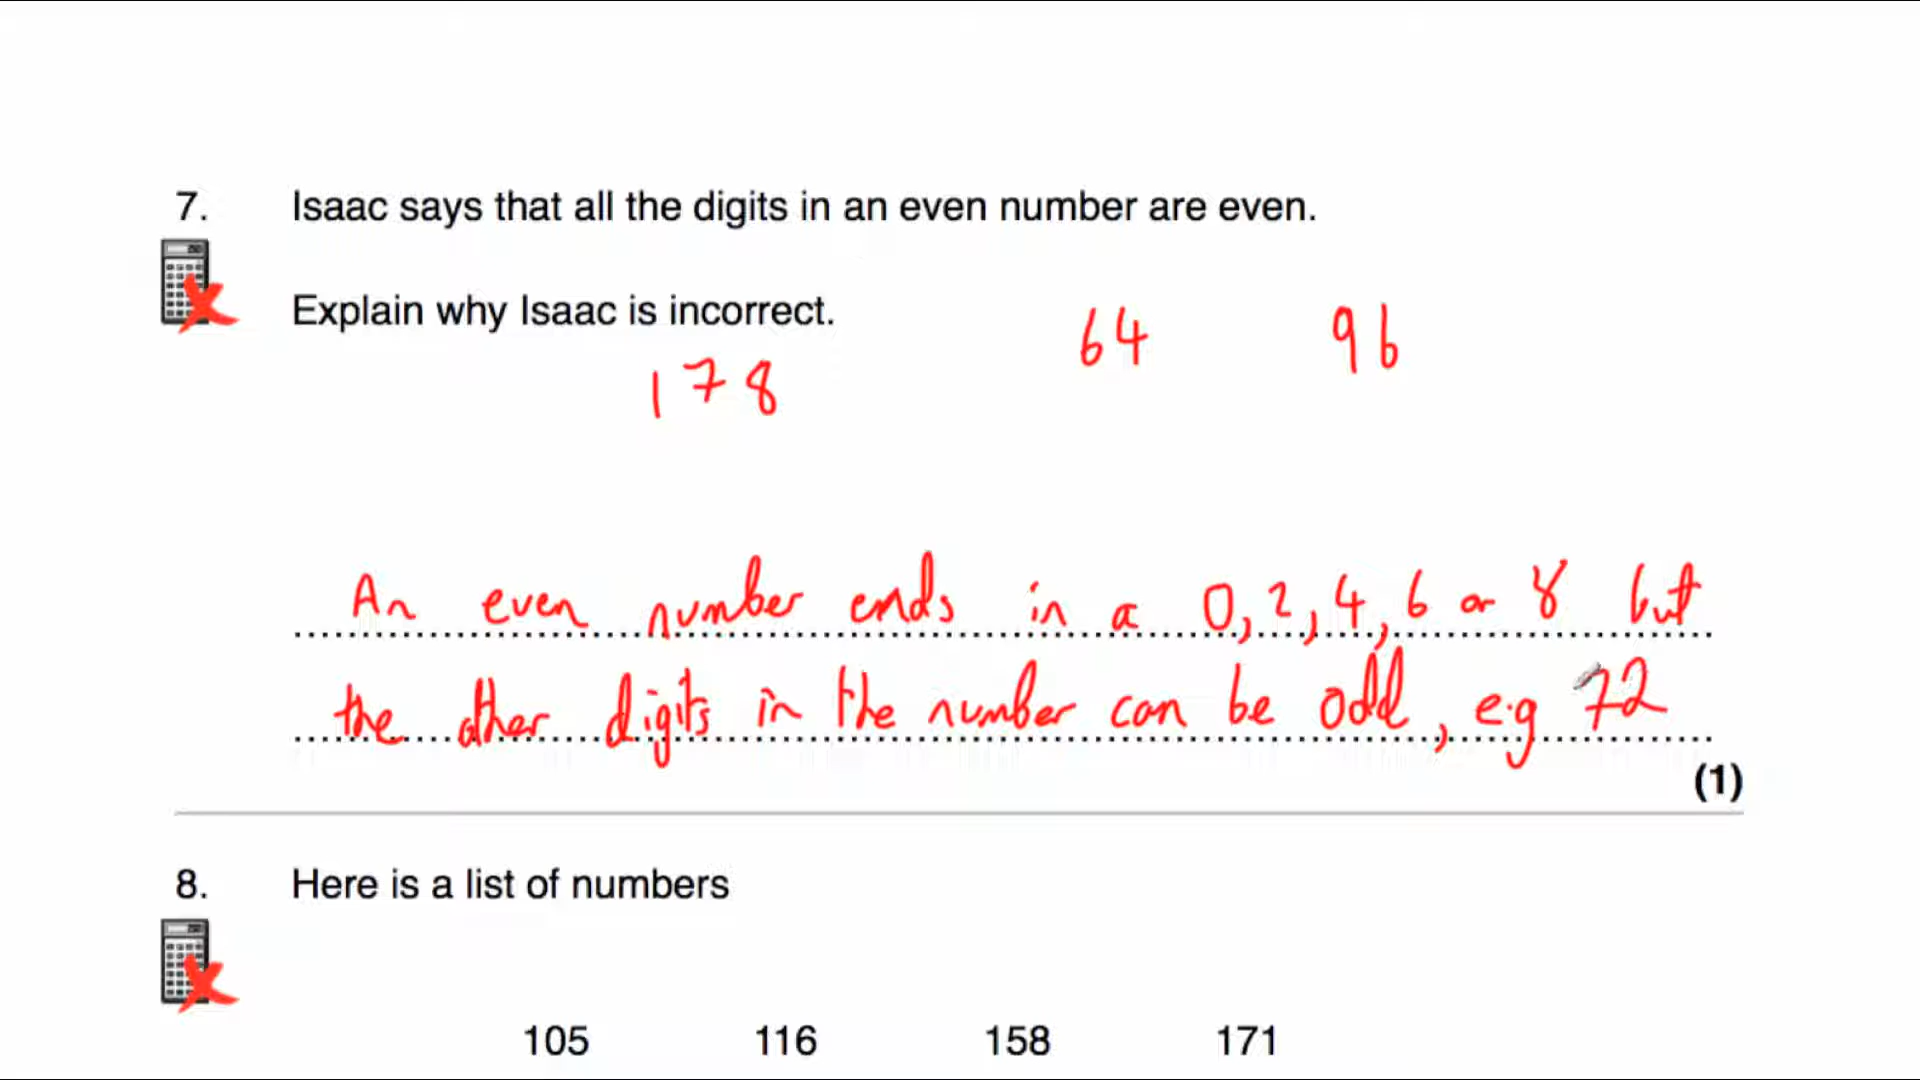 7. Isaac says that all the digits in an even number are even.
Explain why Isaac is incorrect.
64 96
178
An even number ends in a 0, 2, 4, 6 or 8 but
the other digits in the number can be odd, e.g 72
(1)
8. Here is a list of numbers
105 116 158 171